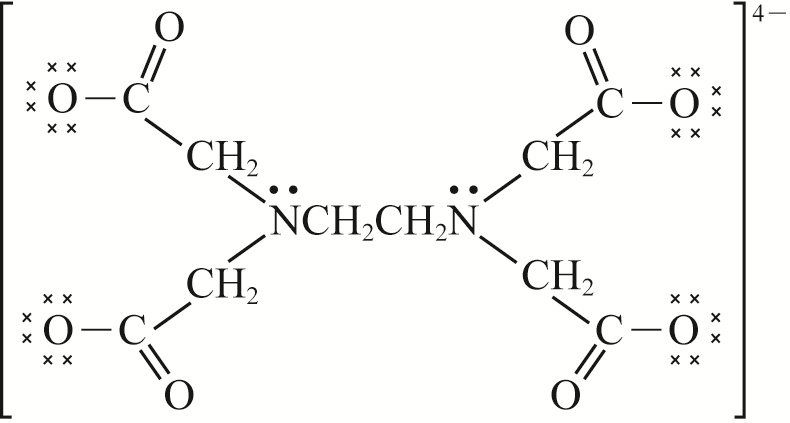 [ 4–
O O
O – C C – O
CH₂ CH₂
NCH₂CH₂N
CH₂ CH₂
O – C C – O
O O